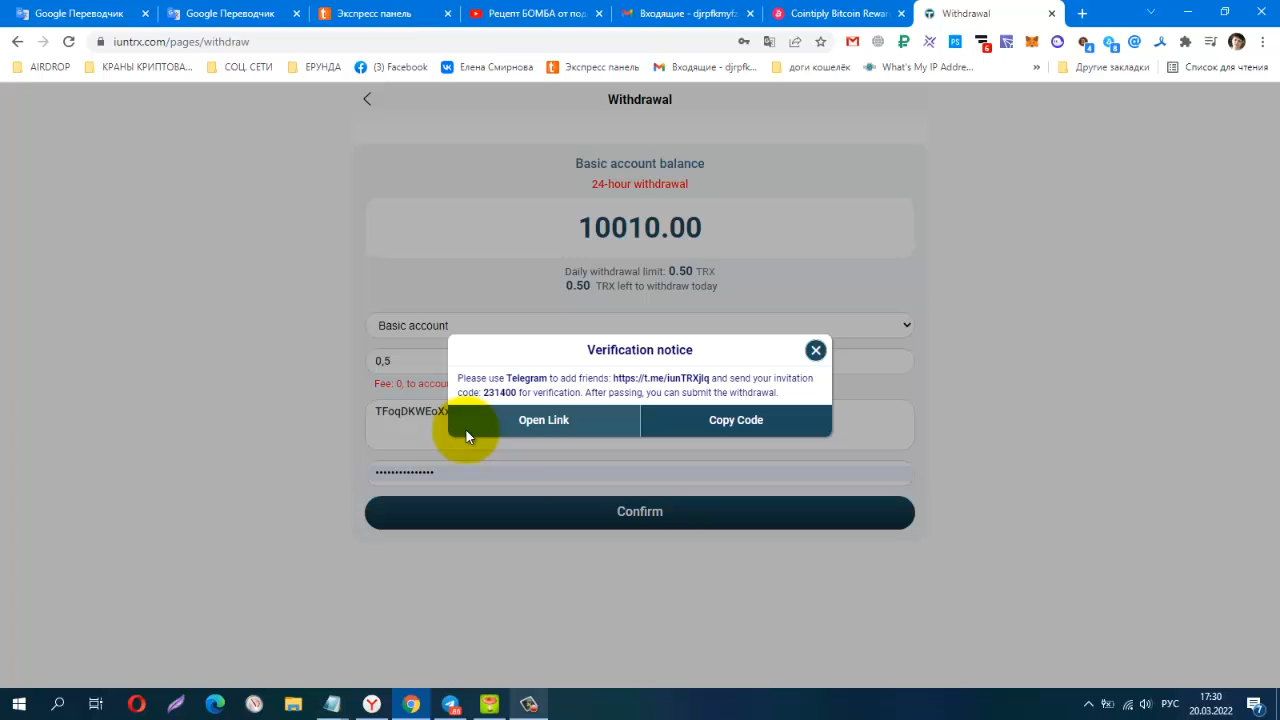 Google Переводчик
Google Переводчик
Экспресс панель
Рецепт БОМБА от под
Входящие - djrpfkmyfz
Cointiply Bitcoin Rewar
Withdrawal
iuntrx.com/pages/withdraw
AIRDROP
КРАНЫ КРИПТОВА...
СОЦ. СЕТИ
ЕРУНДА
(3) Facebook
Елена Смирнова
Экспресс панель
Входящие - djrpfk...
доги кошелёк
What's My IP Addre...
»
Другие закладки
Список для чтения
Withdrawal
Basic account balance
24-hour withdrawal
10010.00
Daily withdrawal limit: 0.50 TRX
0.50 TRX left to withdraw today
Basic account
0,5
Fee: 0, to accou
Verification notice
Please use Telegram to add friends: https://t.me/iunTRXjlq and send your invitation
code: 231400 for verification. After passing, you can submit the withdrawal.
Open Link
Copy Code
TFoqDKWEoXx
•••••••••••••••
Confirm
РУС
17:30
20.03.2022